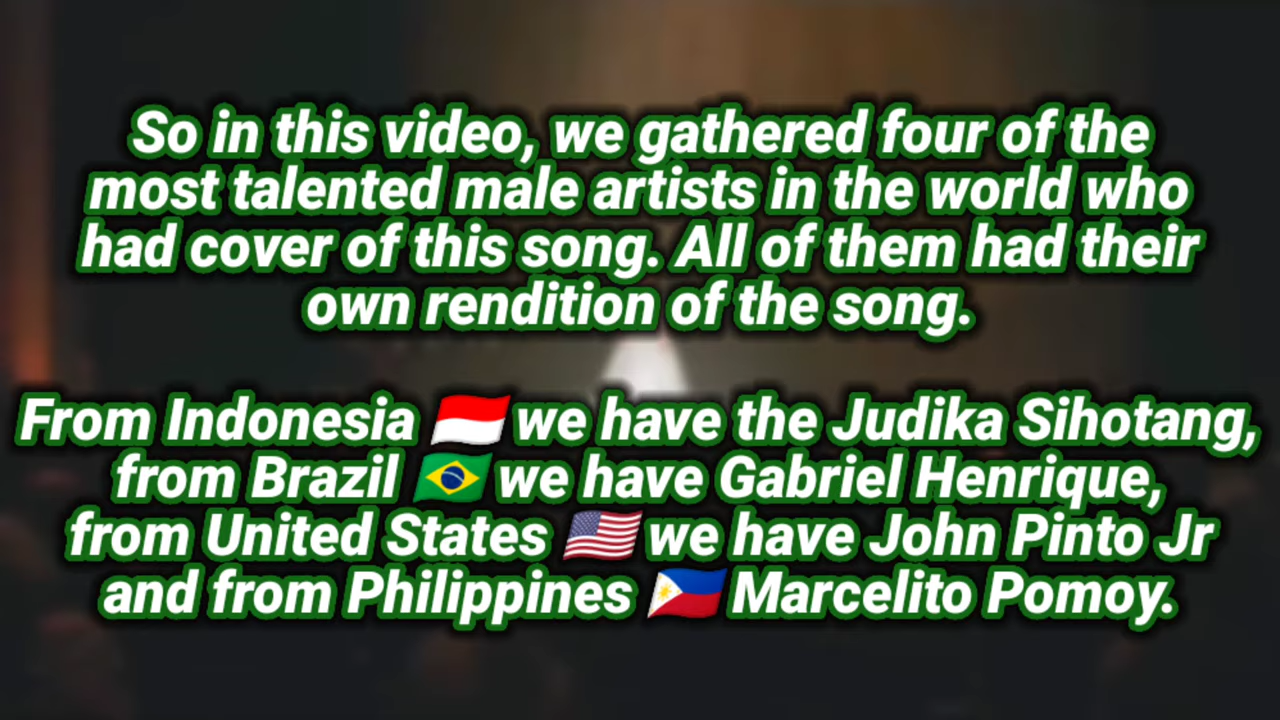 So in this video, we gathered four of the
most talented male artists in the world who
had cover of this song. All of them had their
own rendition of the song.
From Indonesia 🇮🇩 we have the Judika Sihotang,
from Brazil 🇧🇷 we have Gabriel Henrique,
from United States 🇺🇸 we have John Pinto Jr
and from Philippines 🇵🇭 Marcelito Pomoy.